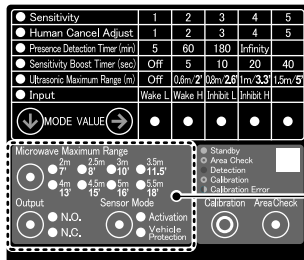 Sensitivity 1 2 3 4 5
Human Cancel Adjust 1 2 3 4 5
Presence Detection Timer (min) 5 60 180 Infinity
Sensitivity Boost Timer (sec) Off 5 10 20 40
Ultrasonic Maximum Range (m) Off 0.6m/2' 0.8m/2.6' 1m/3.3' 1.5m/5'
Input Wake L Wake H Inhibit L Inhibit H
MODE VALUE
Microwave Maximum Range
2m 2.5m 3m 3.5m
7' 8' 10' 11.5'
4m 4.5m 5m 5.5m
13' 15' 16' 18'
Output Sensor Mode
N.O. Activation
N.C. Vehicle Protection
Standby
Area Check
Detection
Calibration
Calibration Error
Calibration Area Check